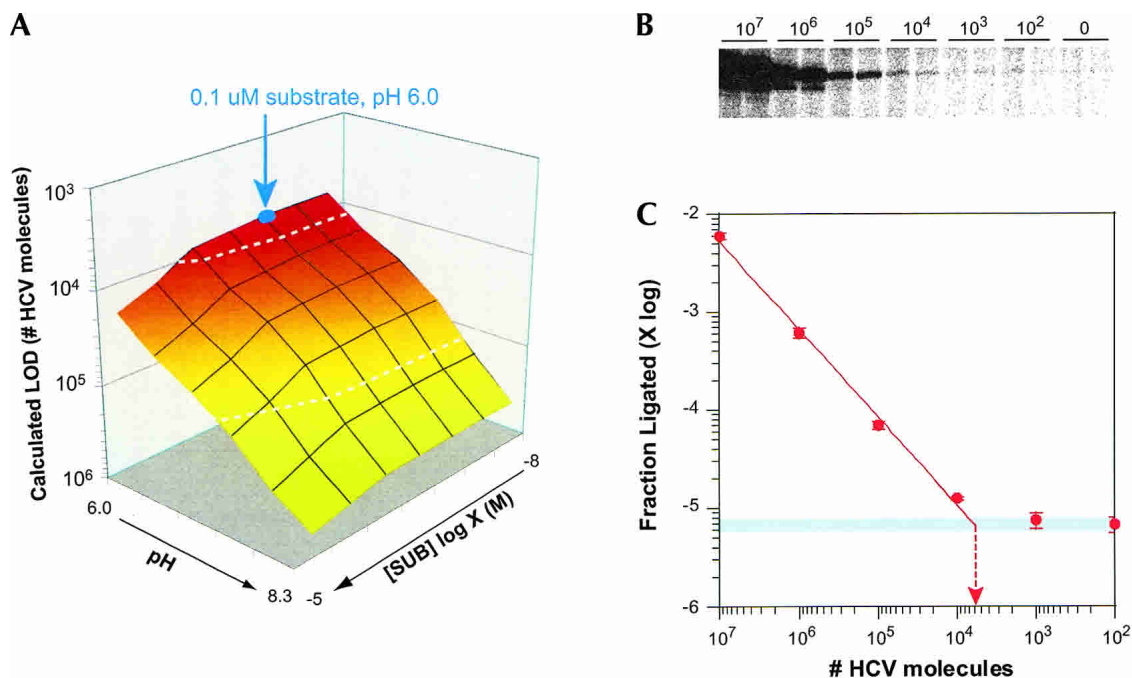 A
0.1 uM substrate, pH 6.0
Calculated LOD (# HCV molecules)
10³
10⁴
10⁵
10⁶
6.0
pH
8.3
-5
[SUB] log X (M)
-8
B
10⁷ 10⁶ 10⁵ 10⁴ 10³ 10² 0
C
Fraction Ligated (X log)
-2
-3
-4
-5
-6
10⁷ 10⁶ 10⁵ 10⁴ 10³ 10²
# HCV molecules